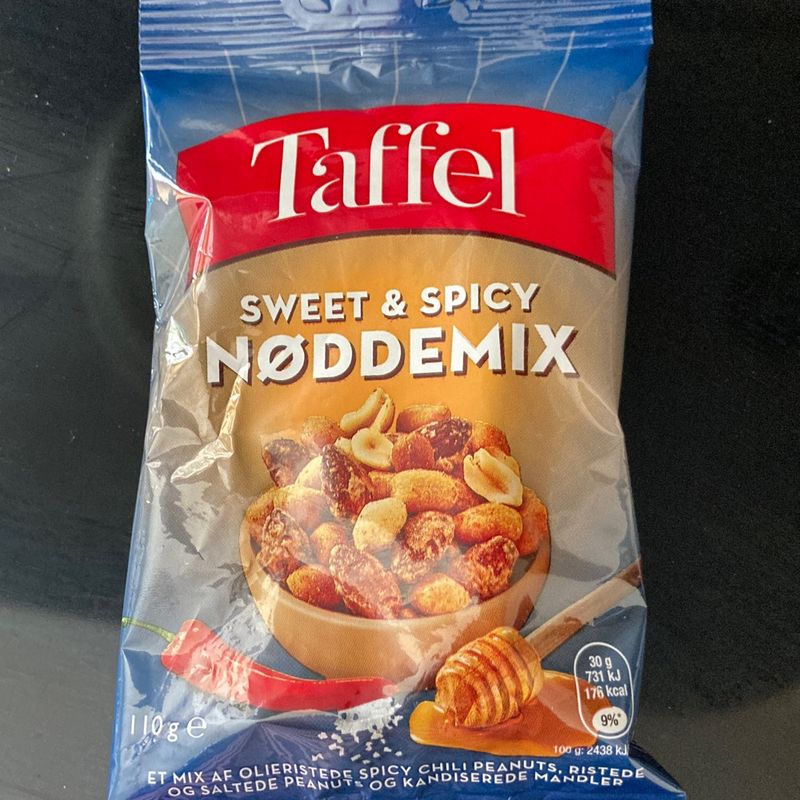 Taffel
SWEET & SPICY
NØDDEMIX
30 g
731 kJ
176 kcal
9%*
110g e
100 g: 2438 kJ
ET MIX AF OLIERISTEDE SPICY CHILI PEANUTS, RISTEDE
OG SALTEDE PEANUTS OG KANDISEREDE MANDLER